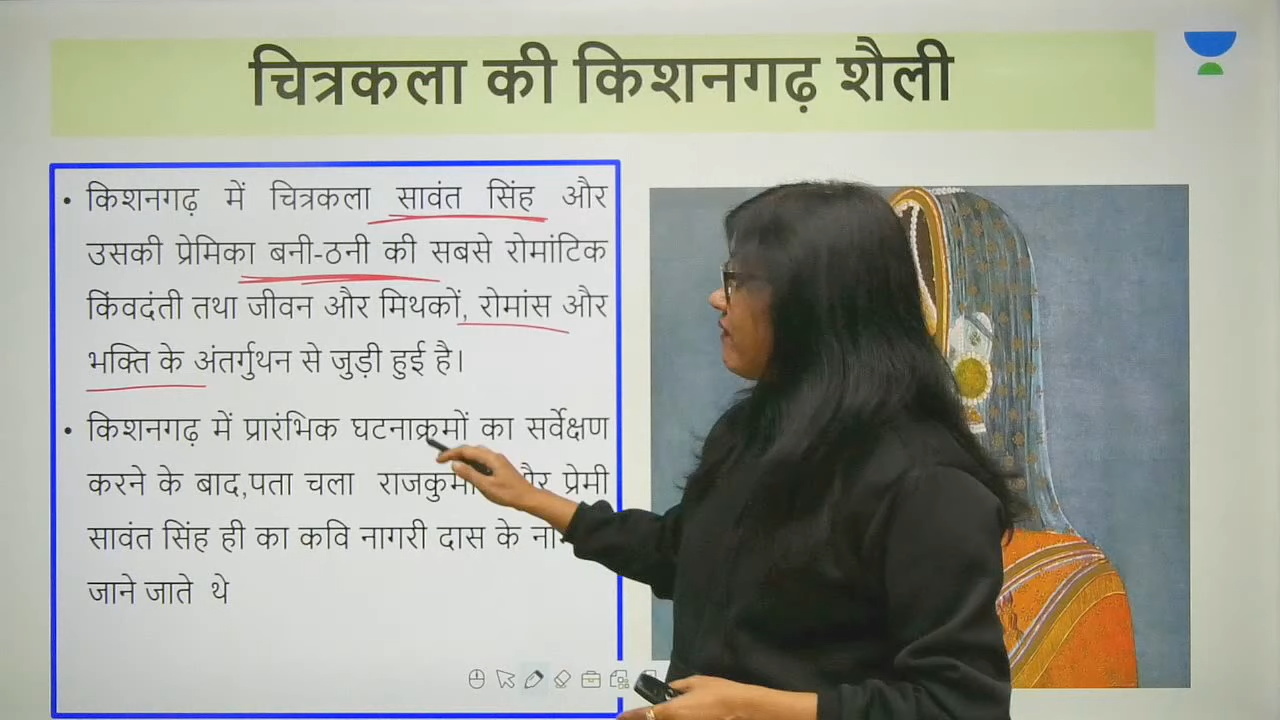 चित्रकला की किशनगढ़ शैली
• किशनगढ़ में चित्रकला सावंत सिंह और
उसकी प्रेमिका बनी-ठनी की सबसे रोमांटिक
किंवदंती तथा जीवन और मिथकों, रोमांस और
भक्ति के अंतर्गुथन से जुड़ी हुई है।
• किशनगढ़ में प्रारंभिक घटनाक्रमों का सर्वेक्षण
करने के बाद,पता चला प्रेमी
सावंत सिंह ही का कवि नागरी दास के
जाने जाते थे